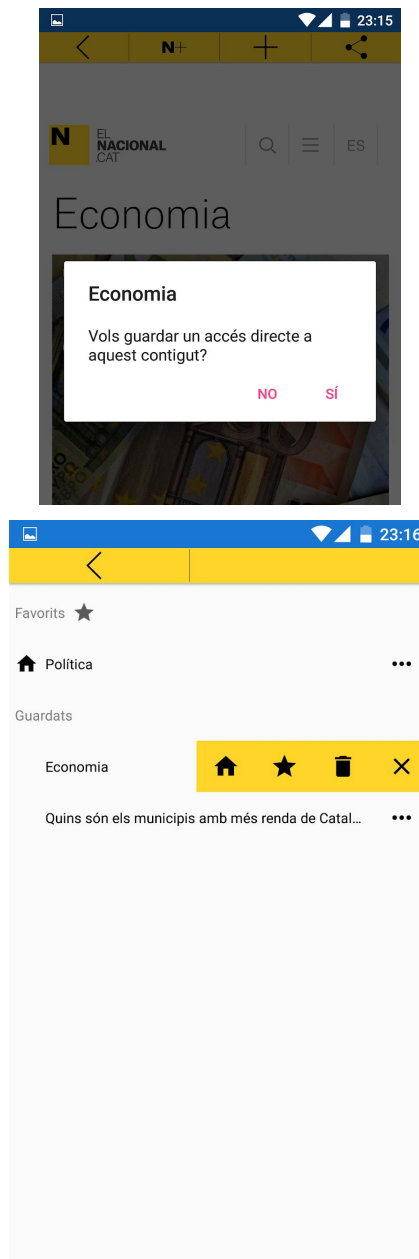 23:15
N+
N
EL
NACIONAL
.CAT
ES
Economia
Economia
Vols guardar un accés directe a
aquest contigut?
NO SÍ
23:16
Favorits
Política
Guardats
Economia
Quins són els municipis amb més renda de Catal...